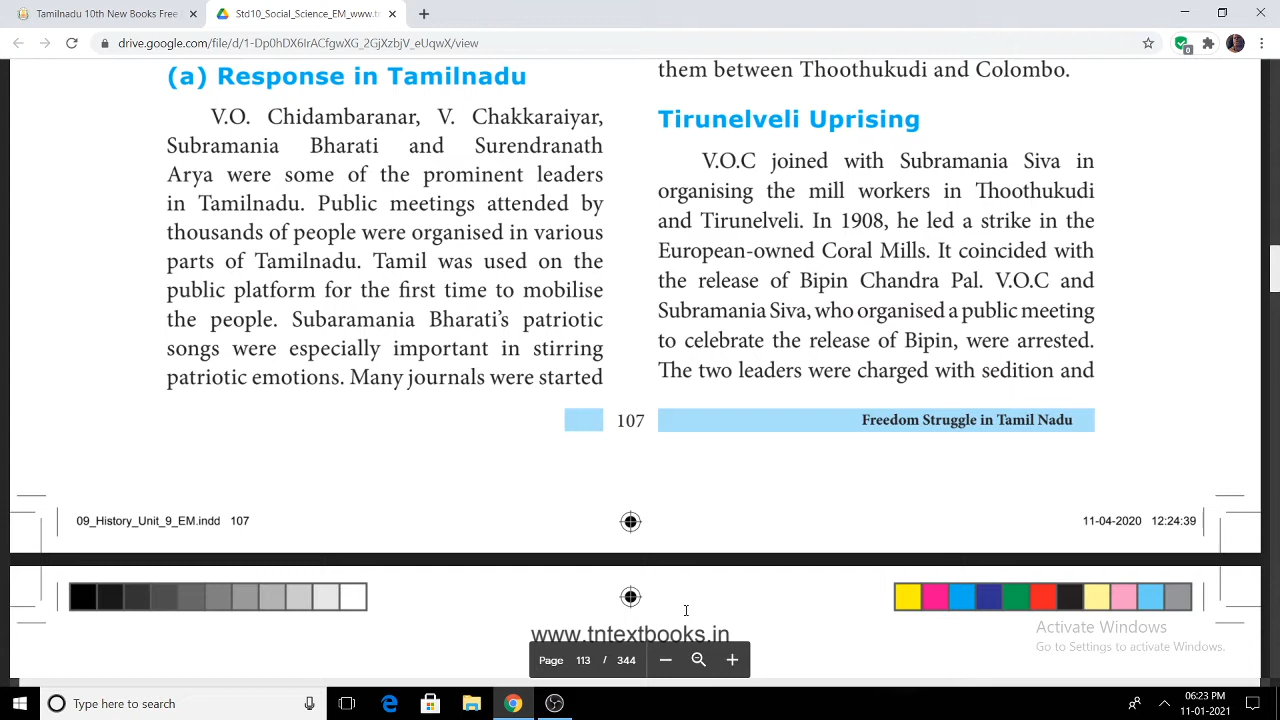 Tamilnadu 10th New Books Free
Std10_Social_Science_EM_www.t
drive.google.com/file/d/1-Dp0hDX6IrACfgwXG_2GjXzbjV_eUqwX/view
(a) Response in Tamilnadu
V.O. Chidambaranar, V. Chakkaraiyar,
Subramania Bharati and Surendranath
Arya were some of the prominent leaders
in Tamilnadu. Public meetings attended by
thousands of people were organised in various
parts of Tamilnadu. Tamil was used on the
public platform for the first time to mobilise
the people. Subaramania Bharati's patriotic
songs were especially important in stirring
patriotic emotions. Many journals were started
them between Thoothukudi and Colombo.
Tirunelveli Uprising
V.O.C joined with Subramania Siva in
organising the mill workers in Thoothukudi
and Tirunelveli. In 1908, he led a strike in the
European-owned Coral Mills. It coincided with
the release of Bipin Chandra Pal. V.O.C and
Subramania Siva, who organised a public meeting
to celebrate the release of Bipin, were arrested.
The two leaders were charged with sedition and
107
Freedom Struggle in Tamil Nadu
09_History_Unit_9_EM.indd 107
11-04-2020 12:24:39
www.tntextbooks.in
Activate Windows
Go to Settings to activate Windows.
Page 113 / 344
Type here to search
06:23 PM
11-01-2021